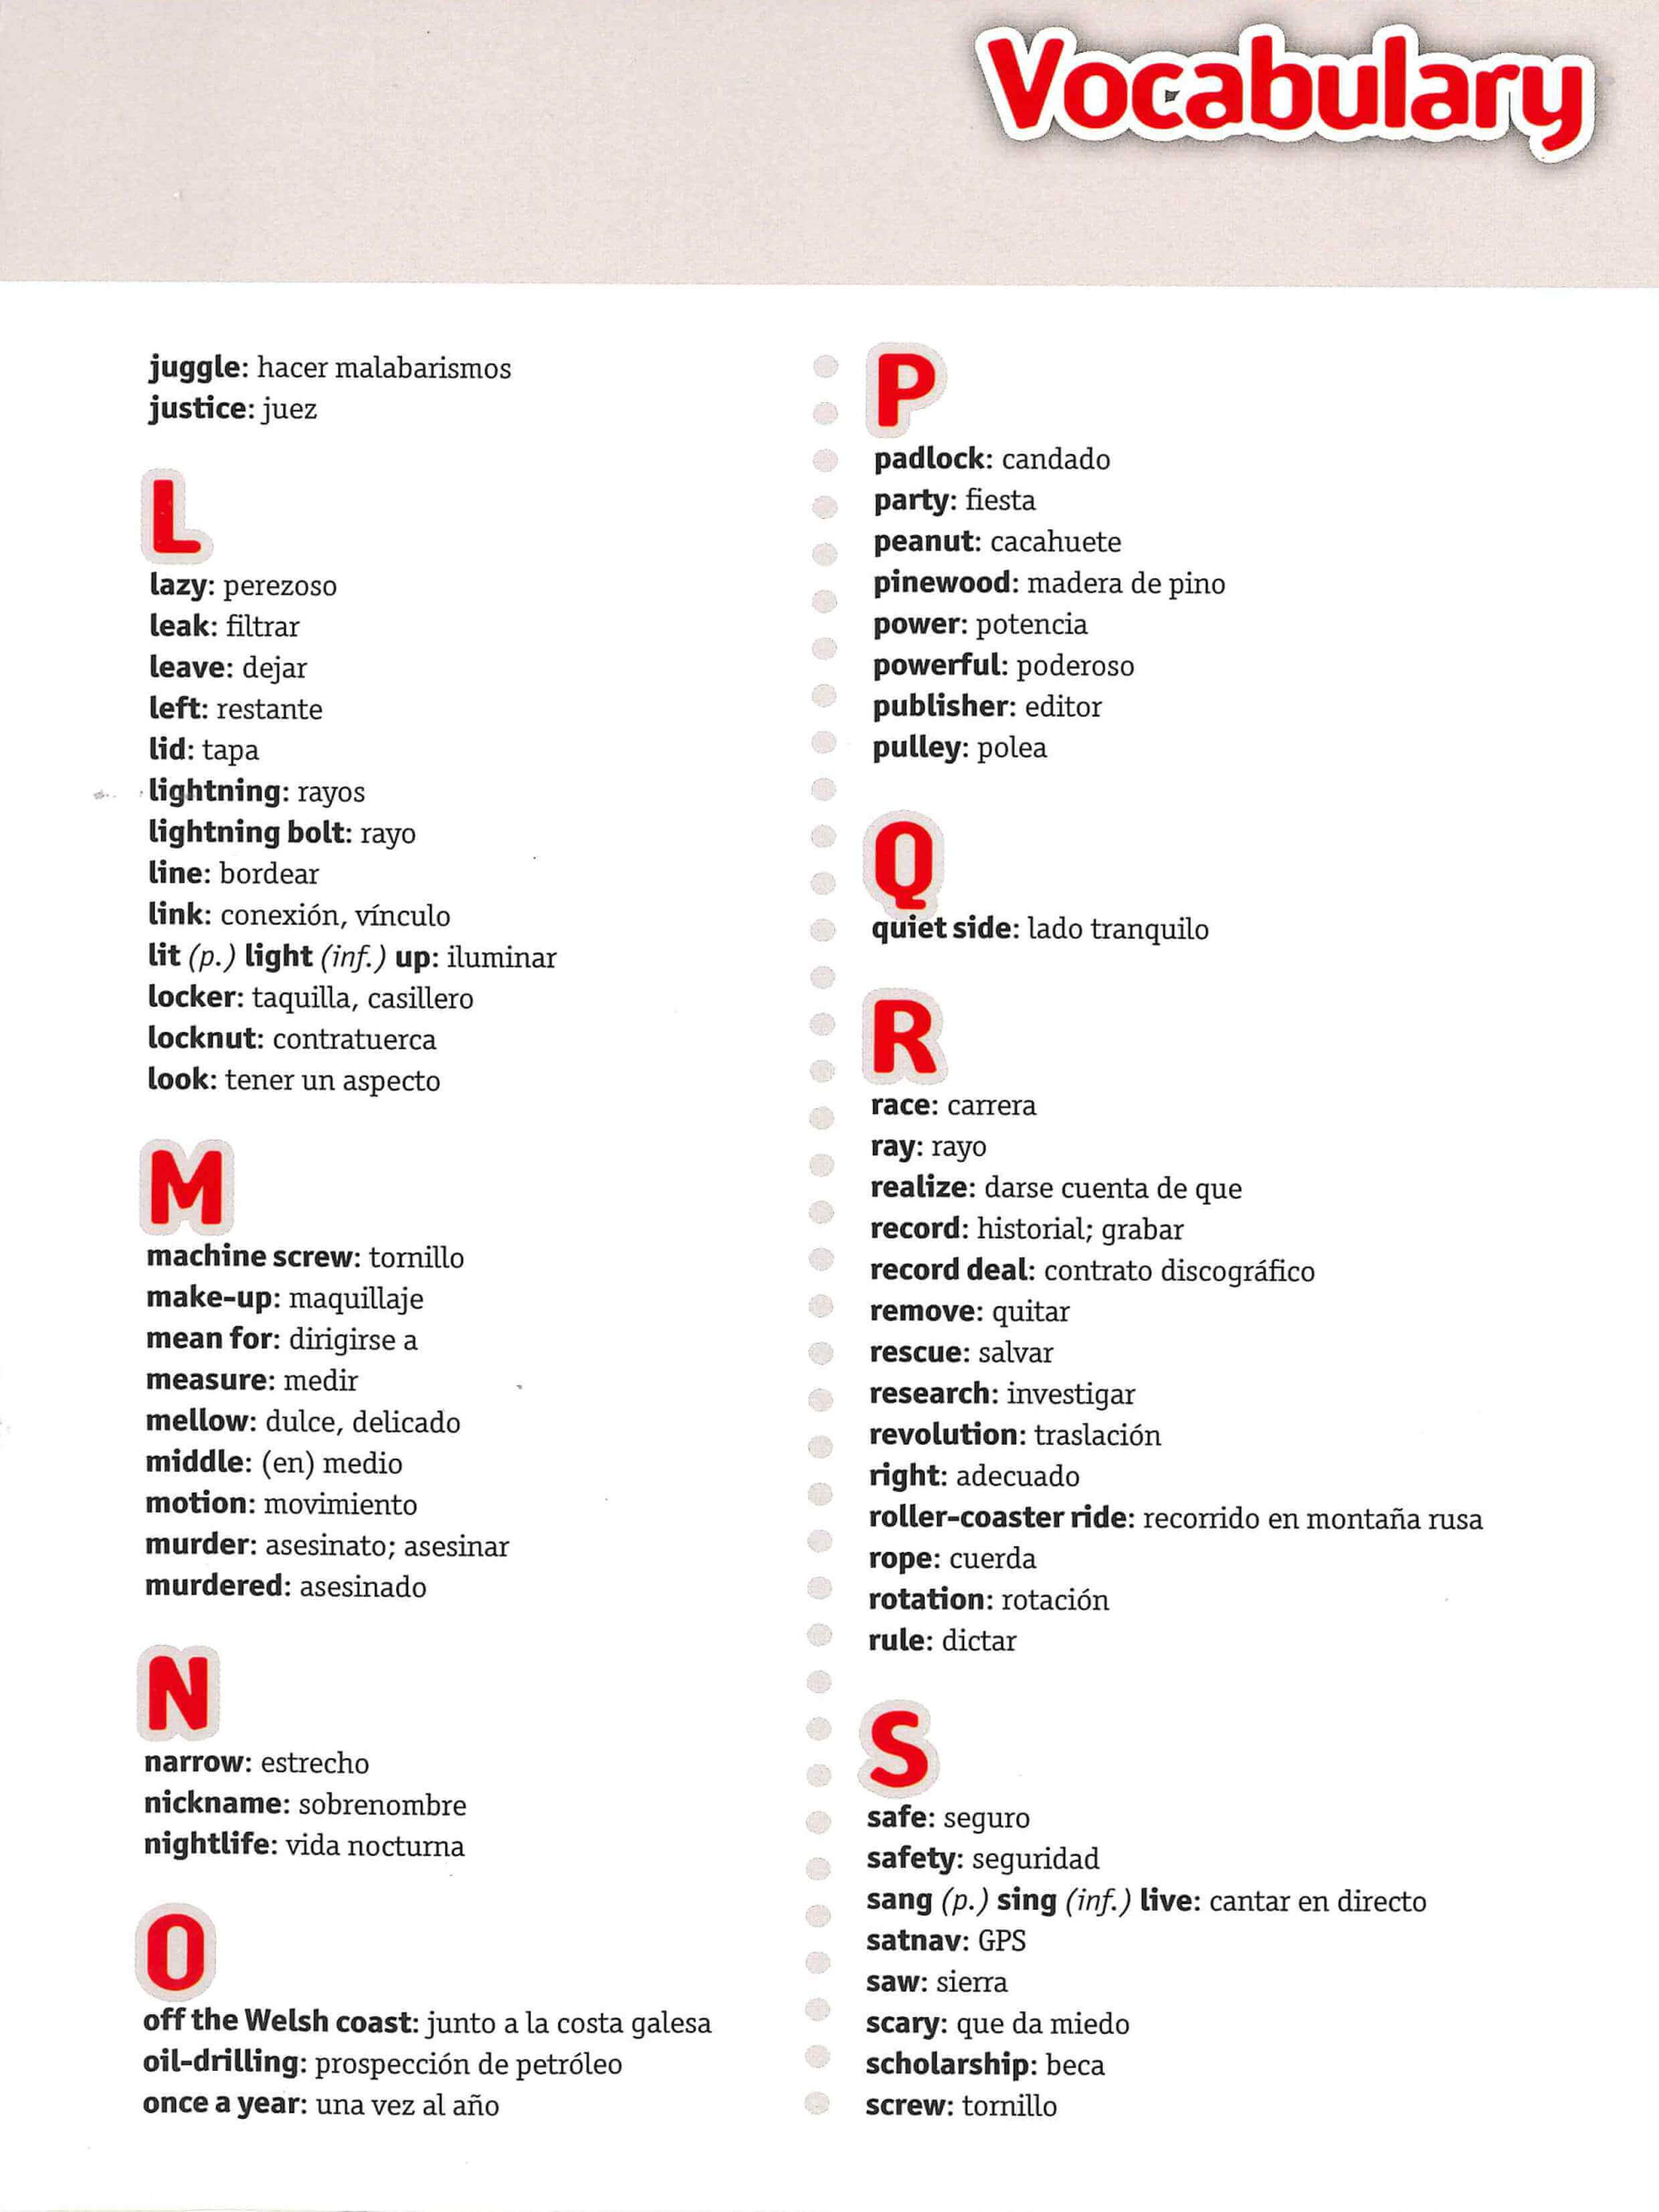 Vocabulary
juggle: hacer malabarismos
justice: juez
L
lazy: perezoso
leak: filtrar
leave: dejar
left: restante
lid: tapa
lightning: rayos
lightning bolt: rayo
line: bordear
link: conexión, vínculo
lit (p.) light (inf.) up: iluminar
locker: taquilla, casillero
locknut: contratuerca
look: tener un aspecto
M
machine screw: tornillo
make-up: maquillaje
mean for: dirigirse a
measure: medir
mellow: dulce, delicado
middle: (en) medio
motion: movimiento
murder: asesinato; asesinar
murdered: asesinado
N
narrow: estrecho
nickname: sobrenombre
nightlife: vida nocturna
O
off the Welsh coast: junto a la costa galesa
oil-drilling: prospección de petróleo
once a year: una vez al año
P
padlock: candado
party: fiesta
peanut: cacahuete
pinewood: madera de pino
power: potencia
powerful: poderoso
publisher: editor
pulley: polea
Q
quiet side: lado tranquilo
R
race: carrera
ray: rayo
realize: darse cuenta de que
record: historial; grabar
record deal: contrato discográfico
remove: quitar
rescue: salvar
research: investigar
revolution: traslación
right: adecuado
roller-coaster ride: recorrido en montaña rusa
rope: cuerda
rotation: rotación
rule: dictar
S
safe: seguro
safety: seguridad
sang (p.) sing (inf.) live: cantar en directo
satnav: GPS
saw: sierra
scary: que da miedo
scholarship: beca
screw: tornillo